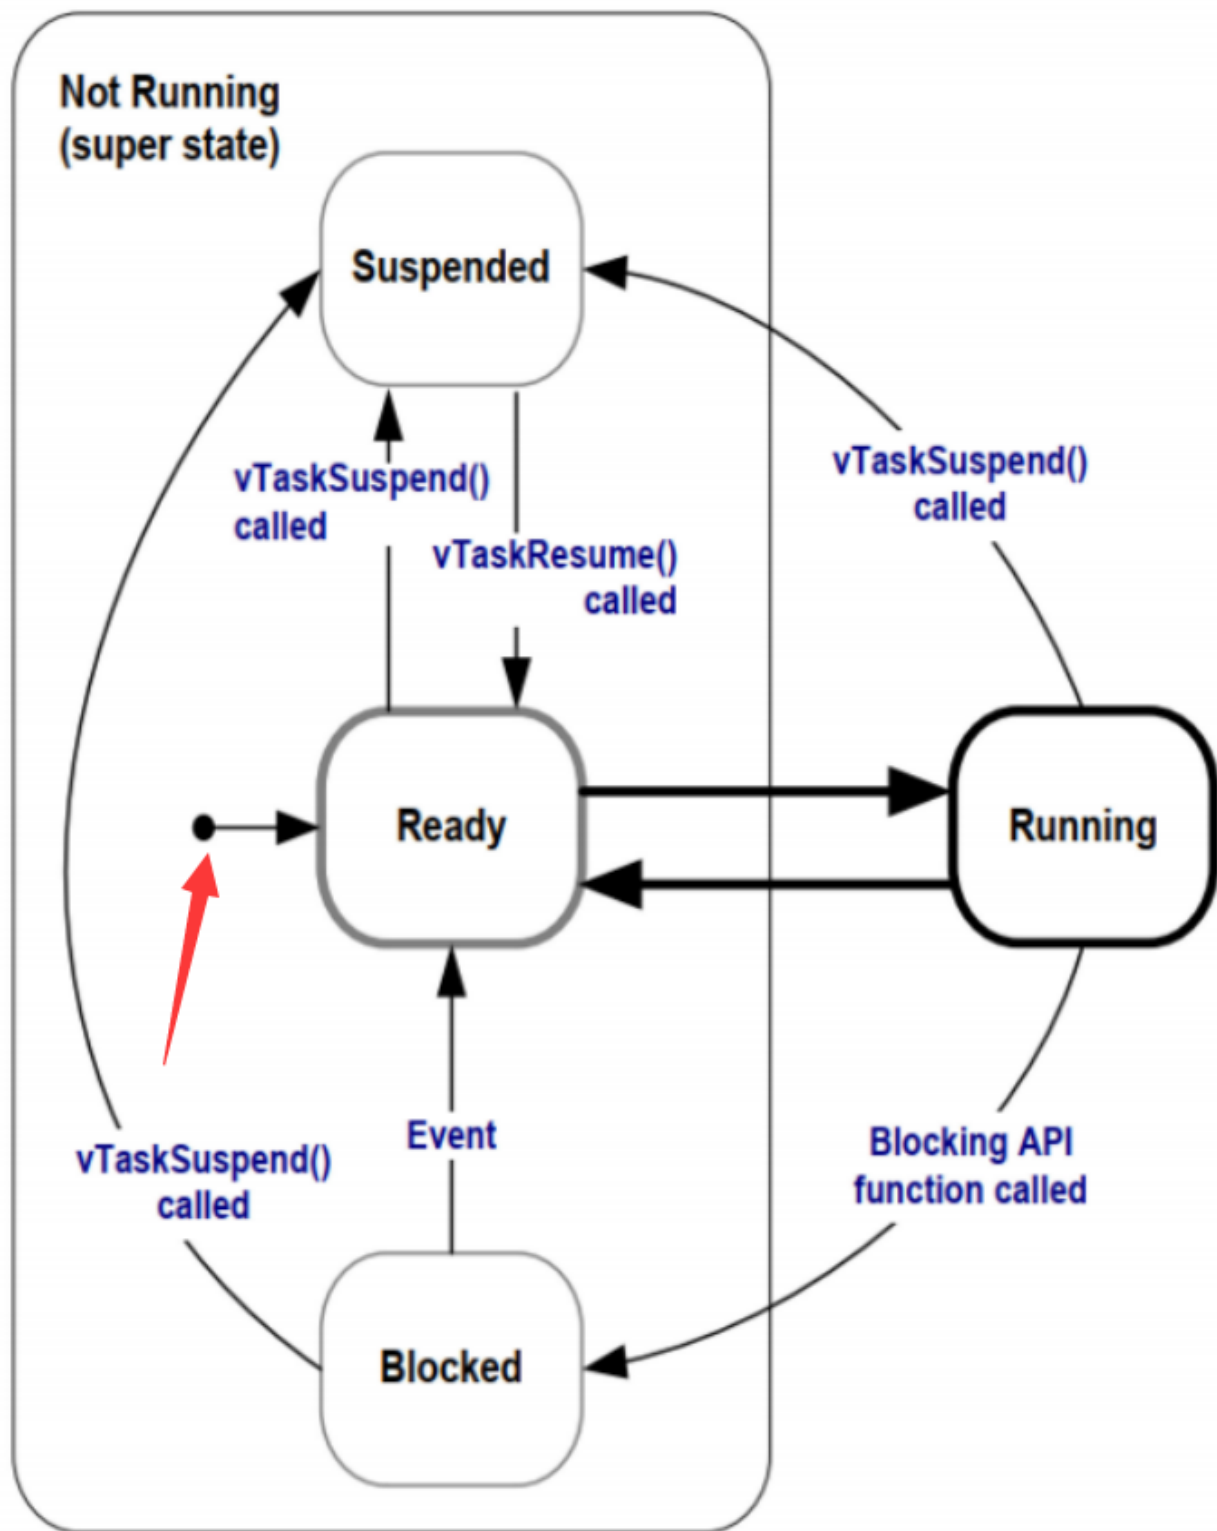 Not Running
(super state)
Suspended
vTaskSuspend()
called
vTaskResume()
called
vTaskSuspend()
called
Ready
Running
Event
vTaskSuspend()
called
Blocking API
function called
Blocked